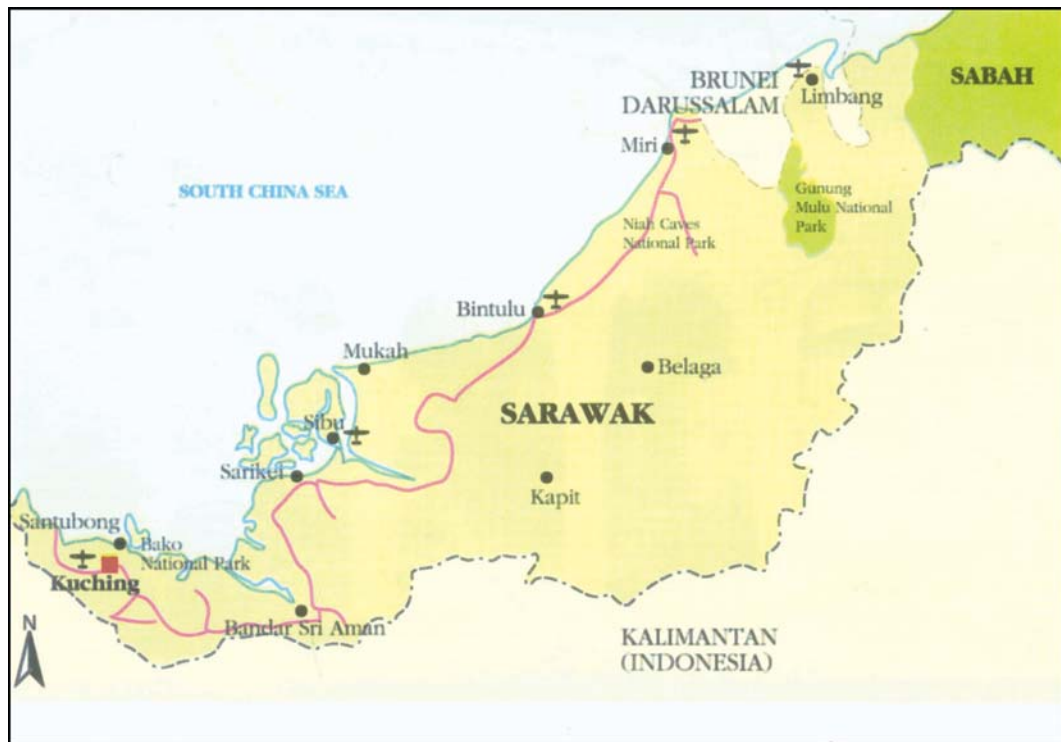 BRUNEI
DARUSSALAM
Limbang
SABAH
Miri
SOUTH CHINA SEA
Gunung
Mulu National
Park
Niah Caves
National Park
Bintulu
Mukah
Belaga
SARAWAK
Sibu
Sarikei
Kapit
Santubong
Bako
National Park
Kuching
Bandar Sri Aman
N
KALIMANTAN
(INDONESIA)